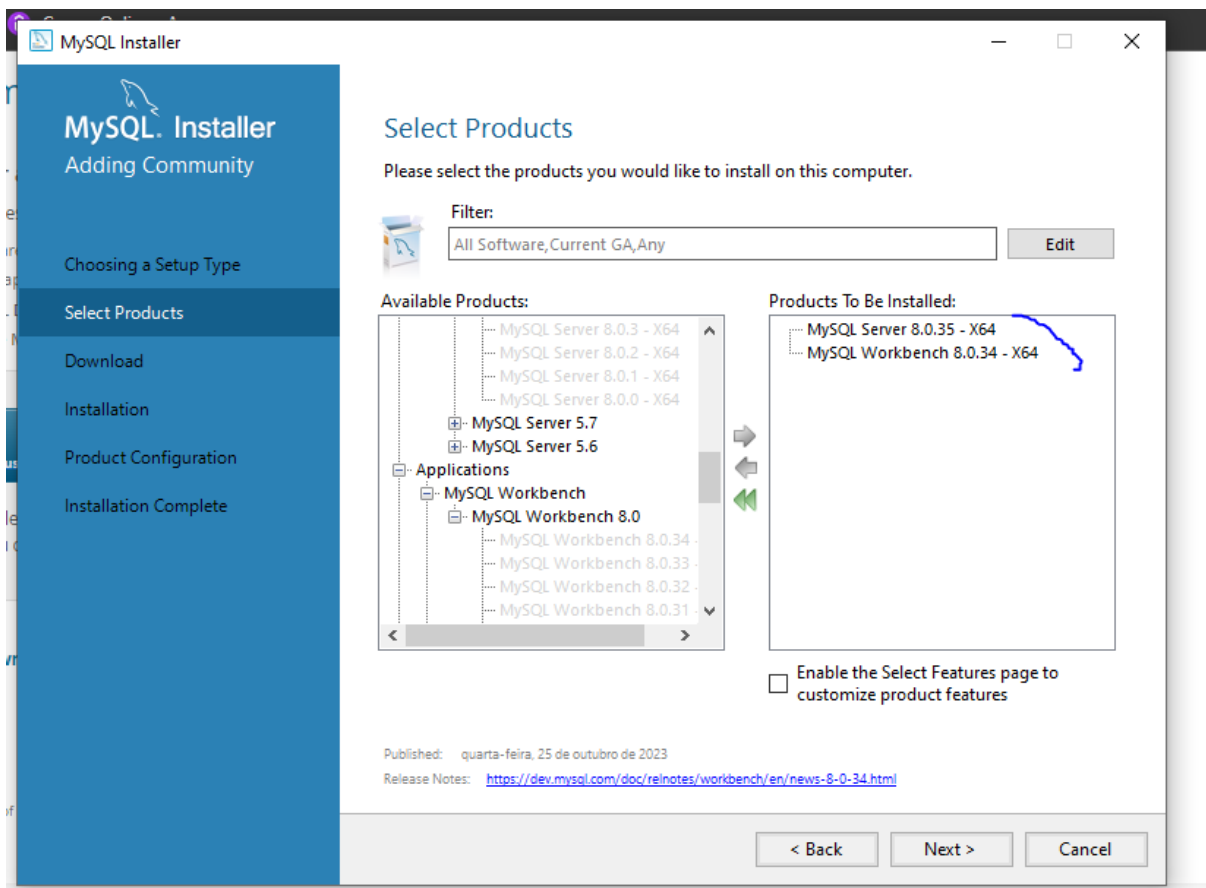 MySQL Installer
MySQL. Installer
Adding Community
Choosing a Setup Type
Select Products
Download
Installation
Product Configuration
Installation Complete
Select Products
Please select the products you would like to install on this computer.
Filter:
All Software,Current GA,Any
Edit
Available Products:
MySQL Server 8.0.3 - X64
MySQL Server 8.0.2 - X64
MySQL Server 8.0.1 - X64
MySQL Server 8.0.0 - X64
MySQL Server 5.7
MySQL Server 5.6
Applications
MySQL Workbench
MySQL Workbench 8.0
MySQL Workbench 8.0.34 -
MySQL Workbench 8.0.33 -
MySQL Workbench 8.0.32 -
MySQL Workbench 8.0.31 -
Products To Be Installed:
MySQL Server 8.0.35 - X64
MySQL Workbench 8.0.34 - X64
Enable the Select Features page to
customize product features
Published: quarta-feira, 25 de outubro de 2023
Release Notes: https://dev.mysql.com/doc/relnotes/workbench/en/news-8-0-34.html
< Back
Next >
Cancel